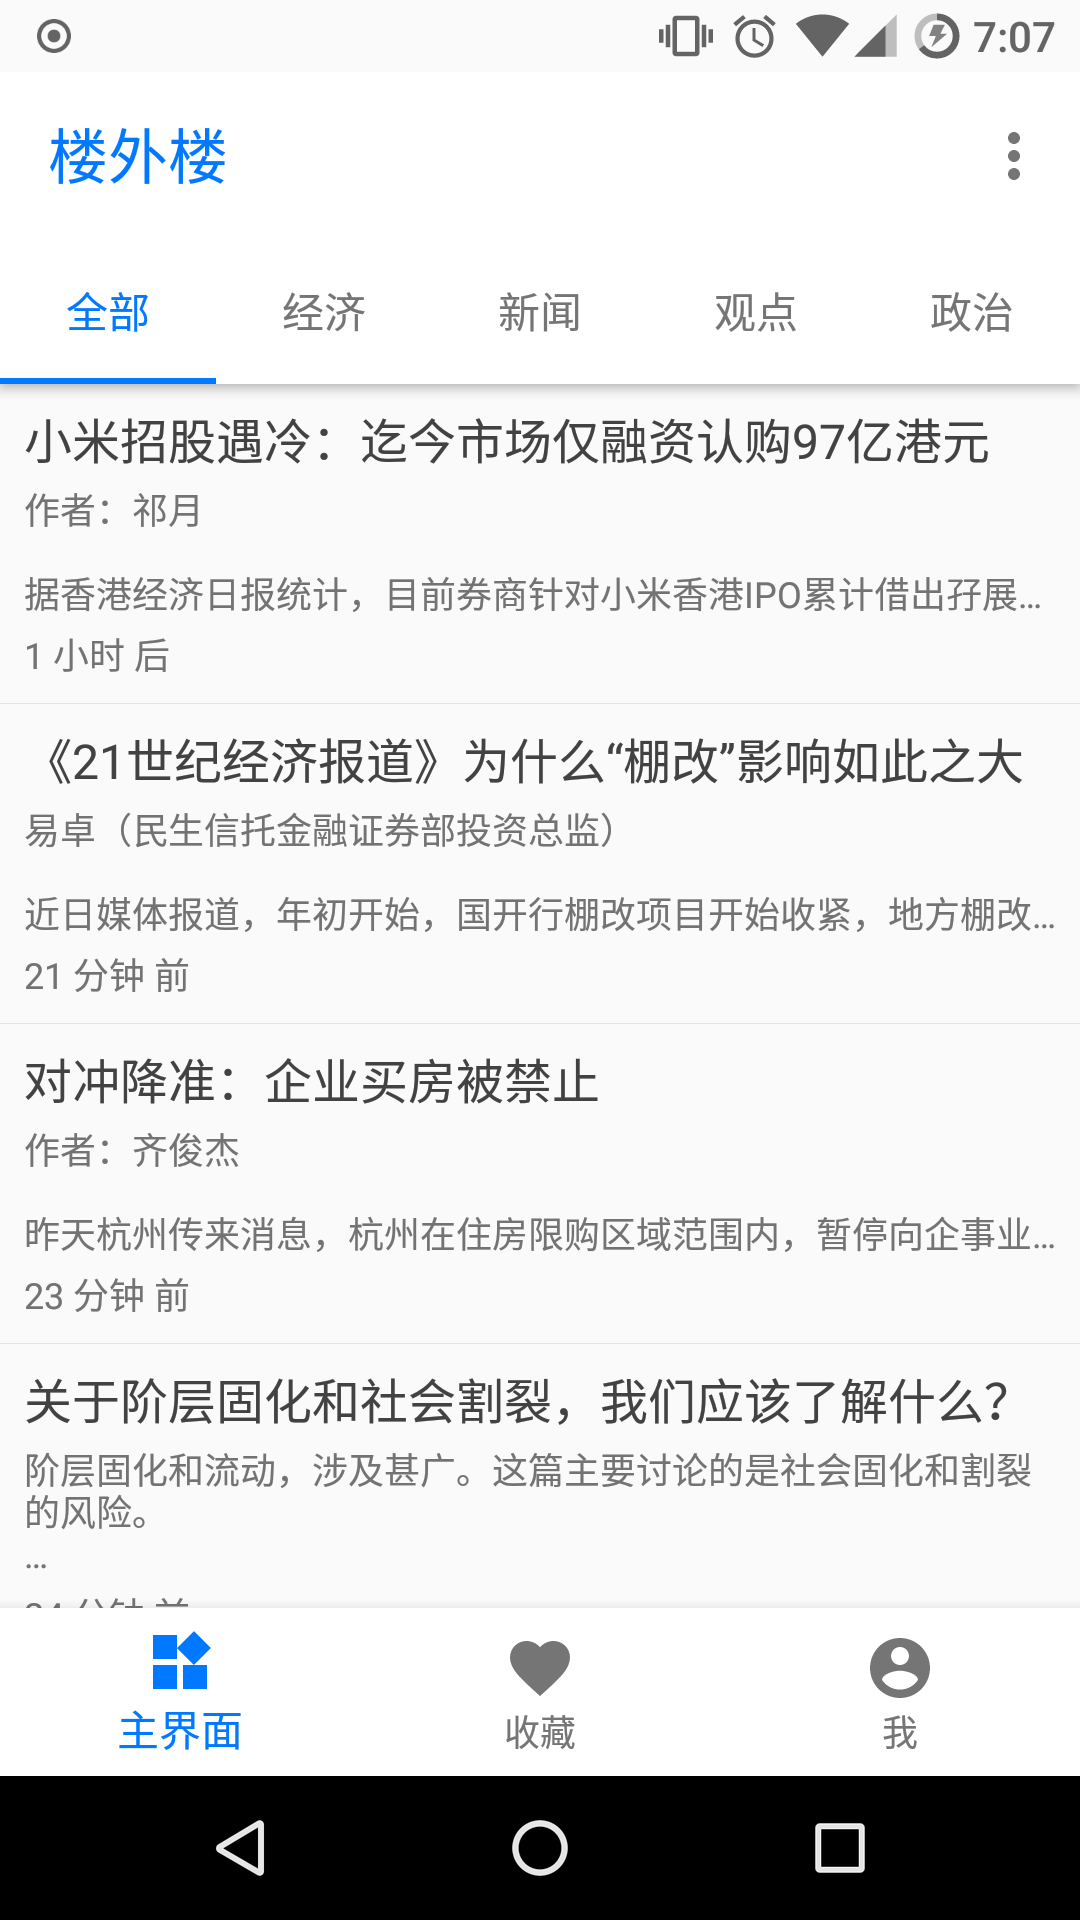 7:07
楼外楼
全部 经济 新闻 观点 政治
小米招股遇冷：迄今市场仅融资认购97亿港元
作者：祁月
据香港经济日报统计，目前券商针对小米香港IPO累计借出孖展...
1 小时 后
《21世纪经济报道》为什么“棚改”影响如此之大
易卓（民生信托金融证券部投资总监）
近日媒体报道，年初开始，国开行棚改项目开始收紧，地方棚改...
21 分钟 前
对冲降准：企业买房被禁止
作者：齐俊杰
昨天杭州传来消息，杭州在住房限购区域范围内，暂停向企事业...
23 分钟 前
关于阶层固化和社会割裂，我们应该了解什么？
阶层固化和流动，涉及甚广。这篇主要讨论的是社会固化和割裂
的风险。
...
主界面 收藏 我